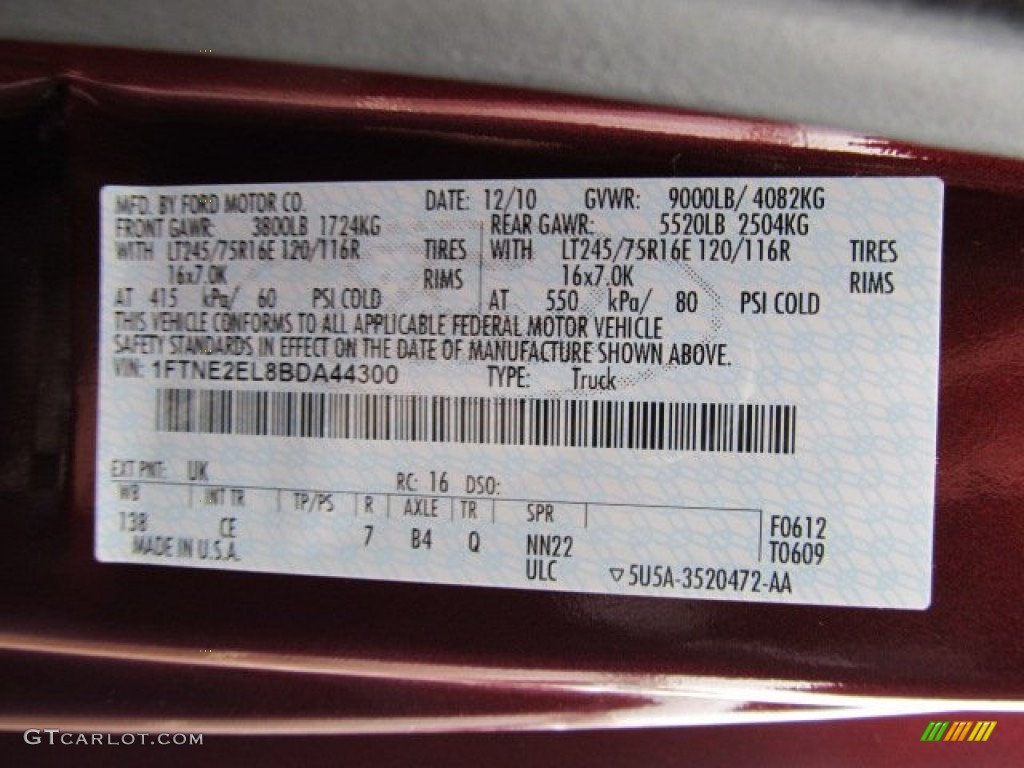 MFD. BY FORD MOTOR CO. DATE: 12/10 GVWR: 9000LB/ 4082KG
FRONT GAWR: 3800LB 1724KG REAR GAWR: 5520LB 2504KG
WITH LT245/75R16E 120/116R TIRES WITH LT245/75R16E 120/116R TIRES
16x7.0K RIMS 16x7.0K RIMS
AT 415 kPa/ 60 PSI COLD AT 550 kPa/ 80 PSI COLD
THIS VEHICLE CONFORMS TO ALL APPLICABLE FEDERAL MOTOR VEHICLE
SAFETY STANDARDS IN EFFECT ON THE DATE OF MANUFACTURE SHOWN ABOVE.
VIN: 1FTNE2EL8BDA44300 TYPE: Truck
EXT PNT: UK RC: 16 DSO:
WB INT TR TP/PS R AXLE TR SPR
138 CE 7 B4 Q NN22 F0612
MADE IN U.S.A. ULC T0609
▽5U5A-3520472-AA
GTCARLOT.COM